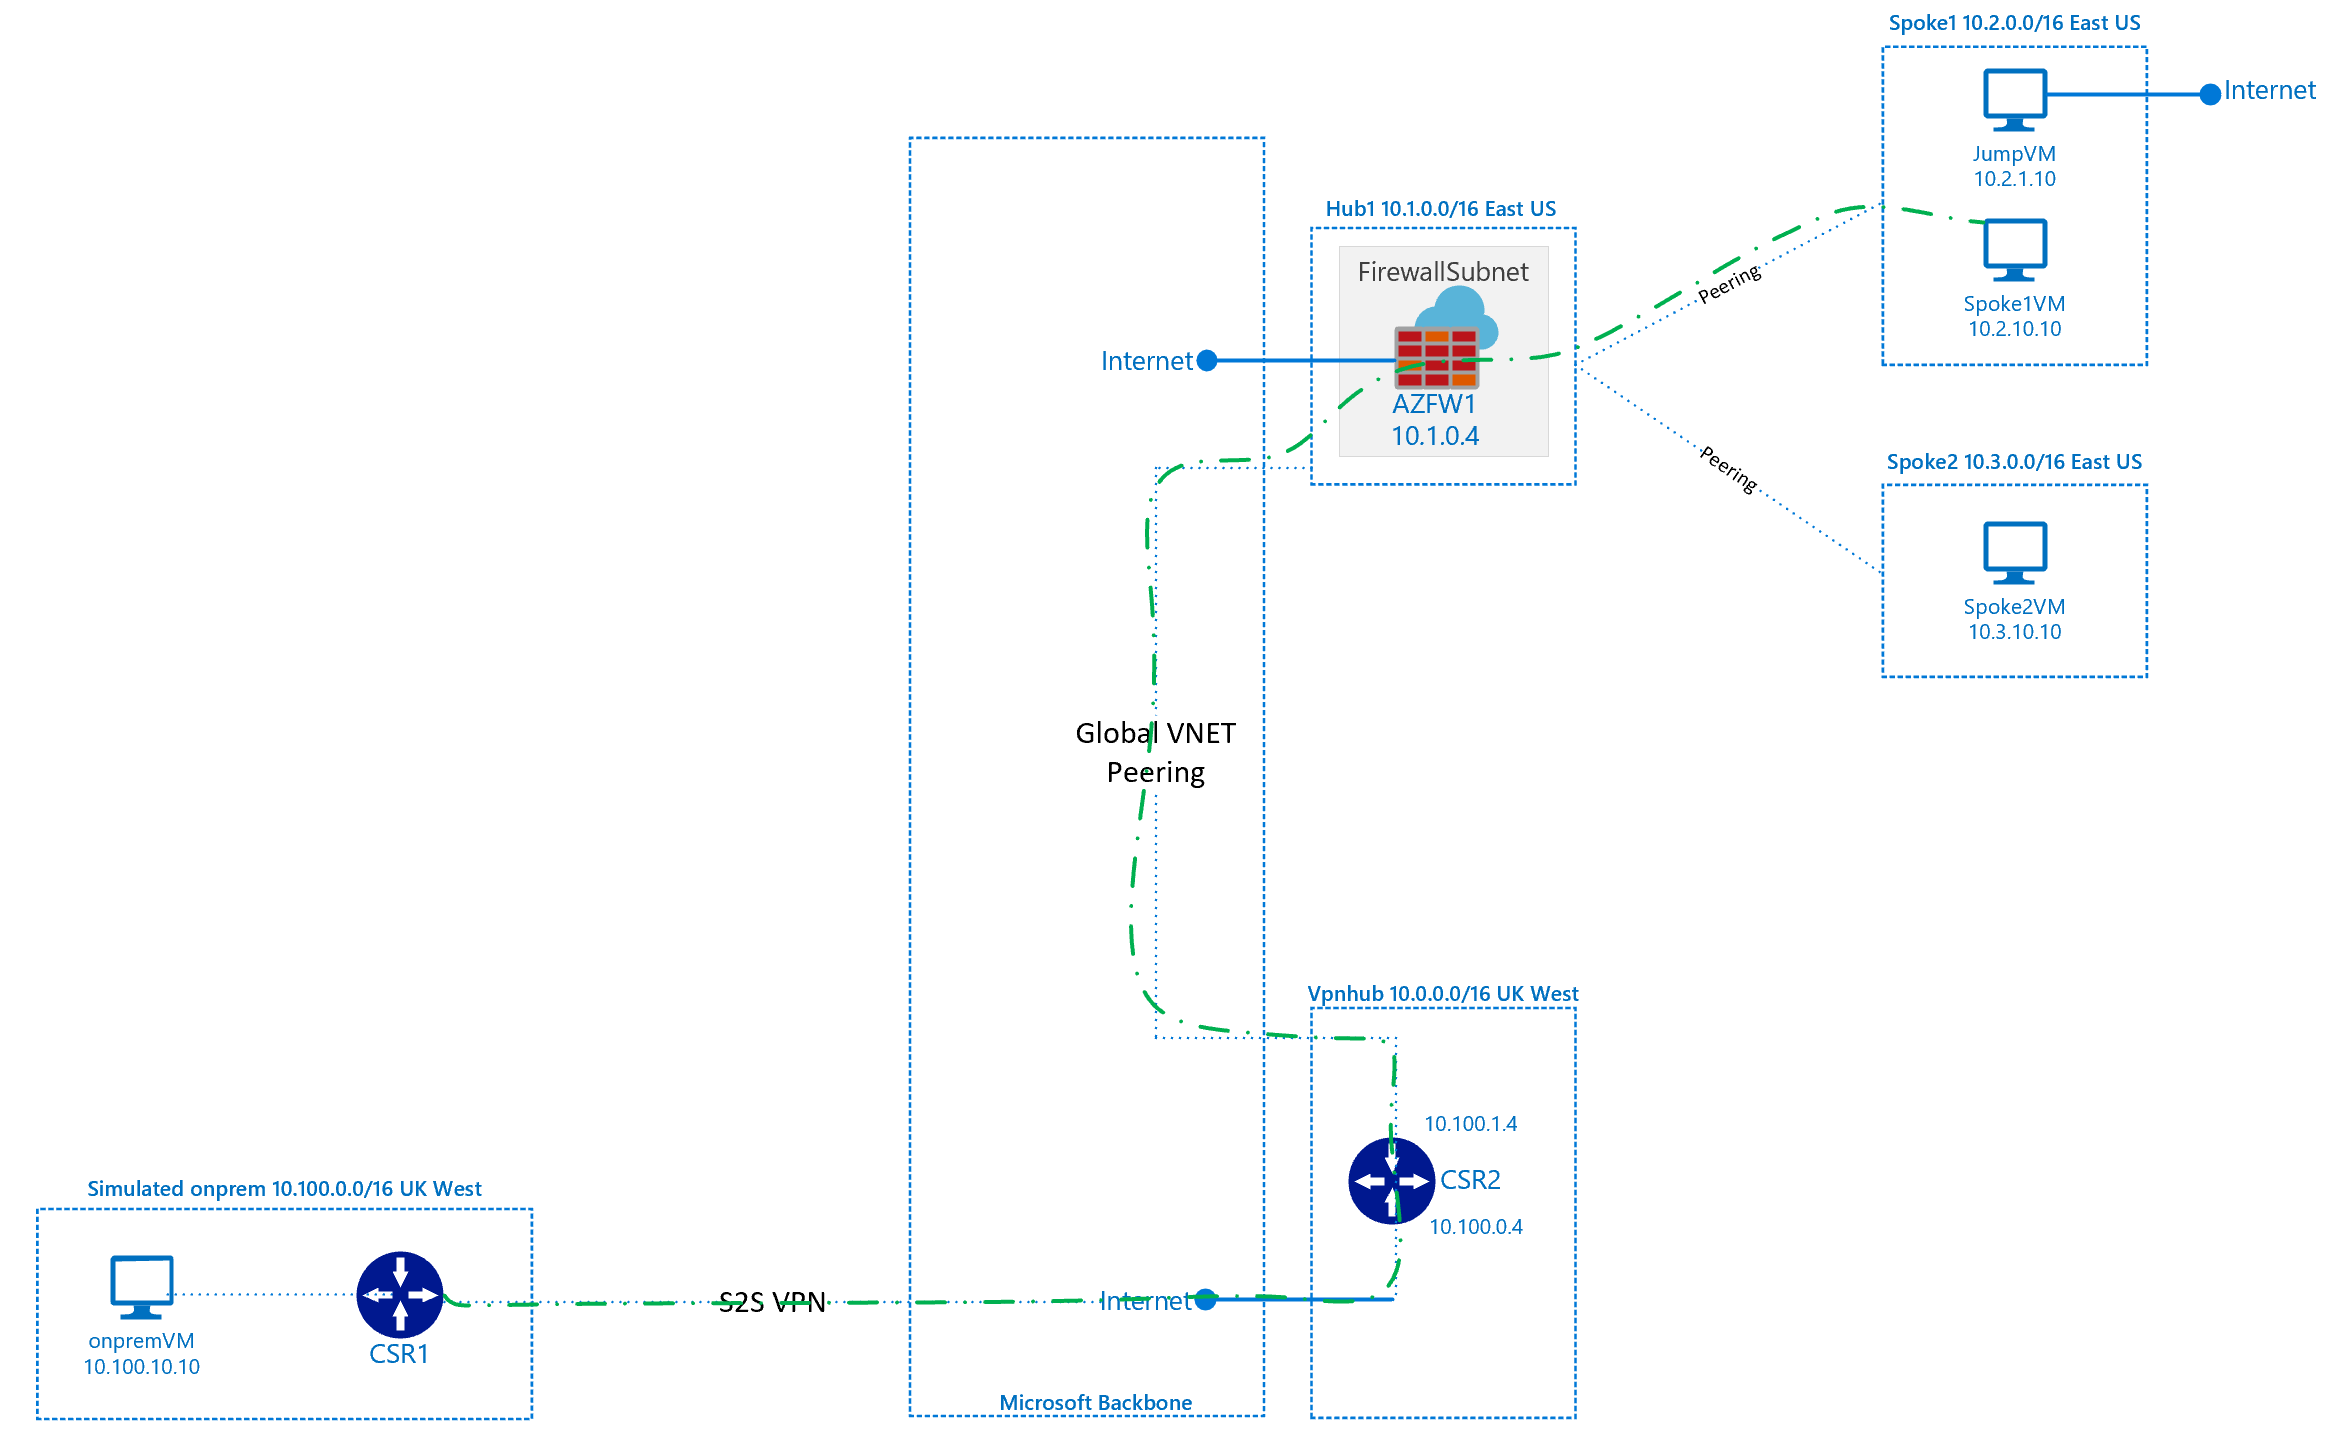 Spoke1 10.2.0.0/16 East US
Internet
JumpVM
10.2.1.10
Spoke1VM
10.2.10.10
Hub1 10.1.0.0/16 East US
FirewallSubnet
Internet
AZFW1
10.1.0.4
Peering
Peering
Spoke2 10.3.0.0/16 East US
Spoke2VM
10.3.10.10
Global VNET
Peering
Vpnhub 10.0.0.0/16 UK West
10.100.1.4
CSR2
10.100.0.4
Simulated onprem 10.100.0.0/16 UK West
onpremVM
10.100.10.10
CSR1
S2S VPN
Internet
Microsoft Backbone